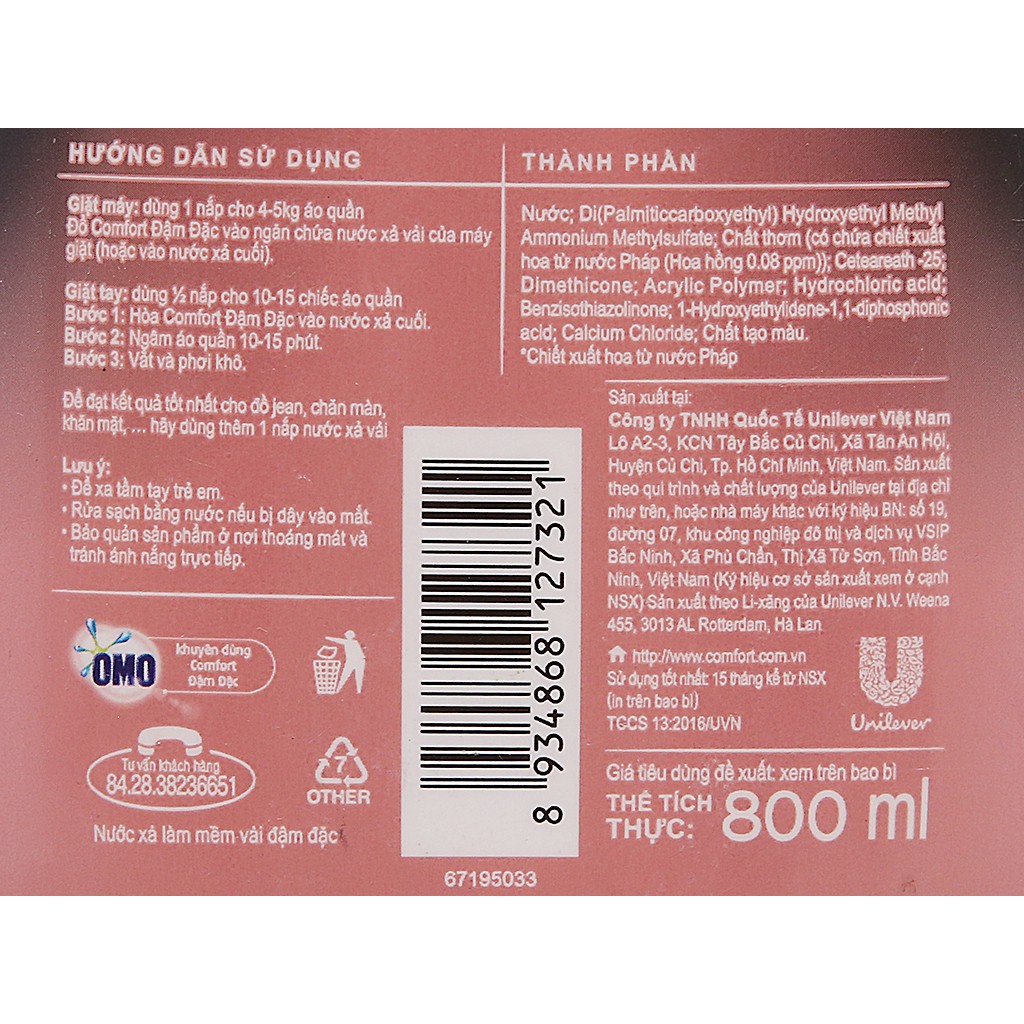 HƯỚNG DẪN SỬ DỤNG
Giặt máy: dùng 1 nắp cho 4-5kg áo quần
Đổ Comfort Đậm Đặc vào ngăn chứa nước xả vải của máy
giặt (hoặc vào nước xả cuối).
Giặt tay: dùng ½ nắp cho 10-15 chiếc áo quần
Bước 1: Hòa Comfort Đậm Đặc vào nước xả cuối.
Bước 2: Ngâm áo quần 10-15 phút.
Bước 3: Vắt và phơi khô.
Để đạt kết quả tốt nhất cho đồ jean, chăn màn,
khăn mặt, ... hãy dùng thêm 1 nắp nước xả vải
Lưu ý:
• Để xa tầm tay trẻ em.
• Rửa sạch bằng nước nếu bị dây vào mắt.
• Bảo quản sản phẩm ở nơi thoáng mát và
tránh ánh nắng trực tiếp.
OMO
khuyên dùng
Comfort
Đậm Đặc
Tư vấn khách hàng
84.28.38236651
7
OTHER
Nước xả làm mềm vải đậm đặc
THÀNH PHẦN
Nước; Di(Palmiticcarboxyethyl) Hydroxyethyl Methyl
Ammonium Methylsulfate; Chất thơm (có chứa chiết xuất
hoa từ nước Pháp (Hoa hồng 0.08 ppm)); Ceteareath -25;
Dimethicone; Acrylic Polymer; Hydrochloric acid;
Benzisothiazolinone; 1-Hydroxyethylidene-1,1-diphosphonic
acid; Calcium Chloride; Chất tạo màu.
*Chiết xuất hoa từ nước Pháp
Sản xuất tại:
Công ty TNHH Quốc Tế Unilever Việt Nam
Lô A2-3, KCN Tây Bắc Củ Chi, Xã Tân An Hội,
Huyện Củ Chi, Tp. Hồ Chí Minh, Việt Nam. Sản xuất
theo qui trình và chất lượng của Unilever tại địa chỉ
như trên, hoặc nhà máy khác với ký hiệu BN: số 19,
đường 07, khu công nghiệp đô thị và dịch vụ VSIP
Bắc Ninh, Xã Phù Chẩn, Thị Xã Từ Sơn, Tỉnh Bắc
Ninh, Việt Nam (Ký hiệu cơ sở sản xuất xem ở cạnh
NSX) Sản xuất theo Li-xăng của Unilever N.V. Weena
455, 3013 AL Rotterdam, Hà Lan
http://www.comfort.com.vn
Sử dụng tốt nhất: 15 tháng kể từ NSX
(in trên bao bì)
TCCS 13:2016/UVN
Unilever
Giá tiêu dùng đề xuất: xem trên bao bì
THỂ TÍCH
THỰC: 800 ml
8 934868 127321
67195033